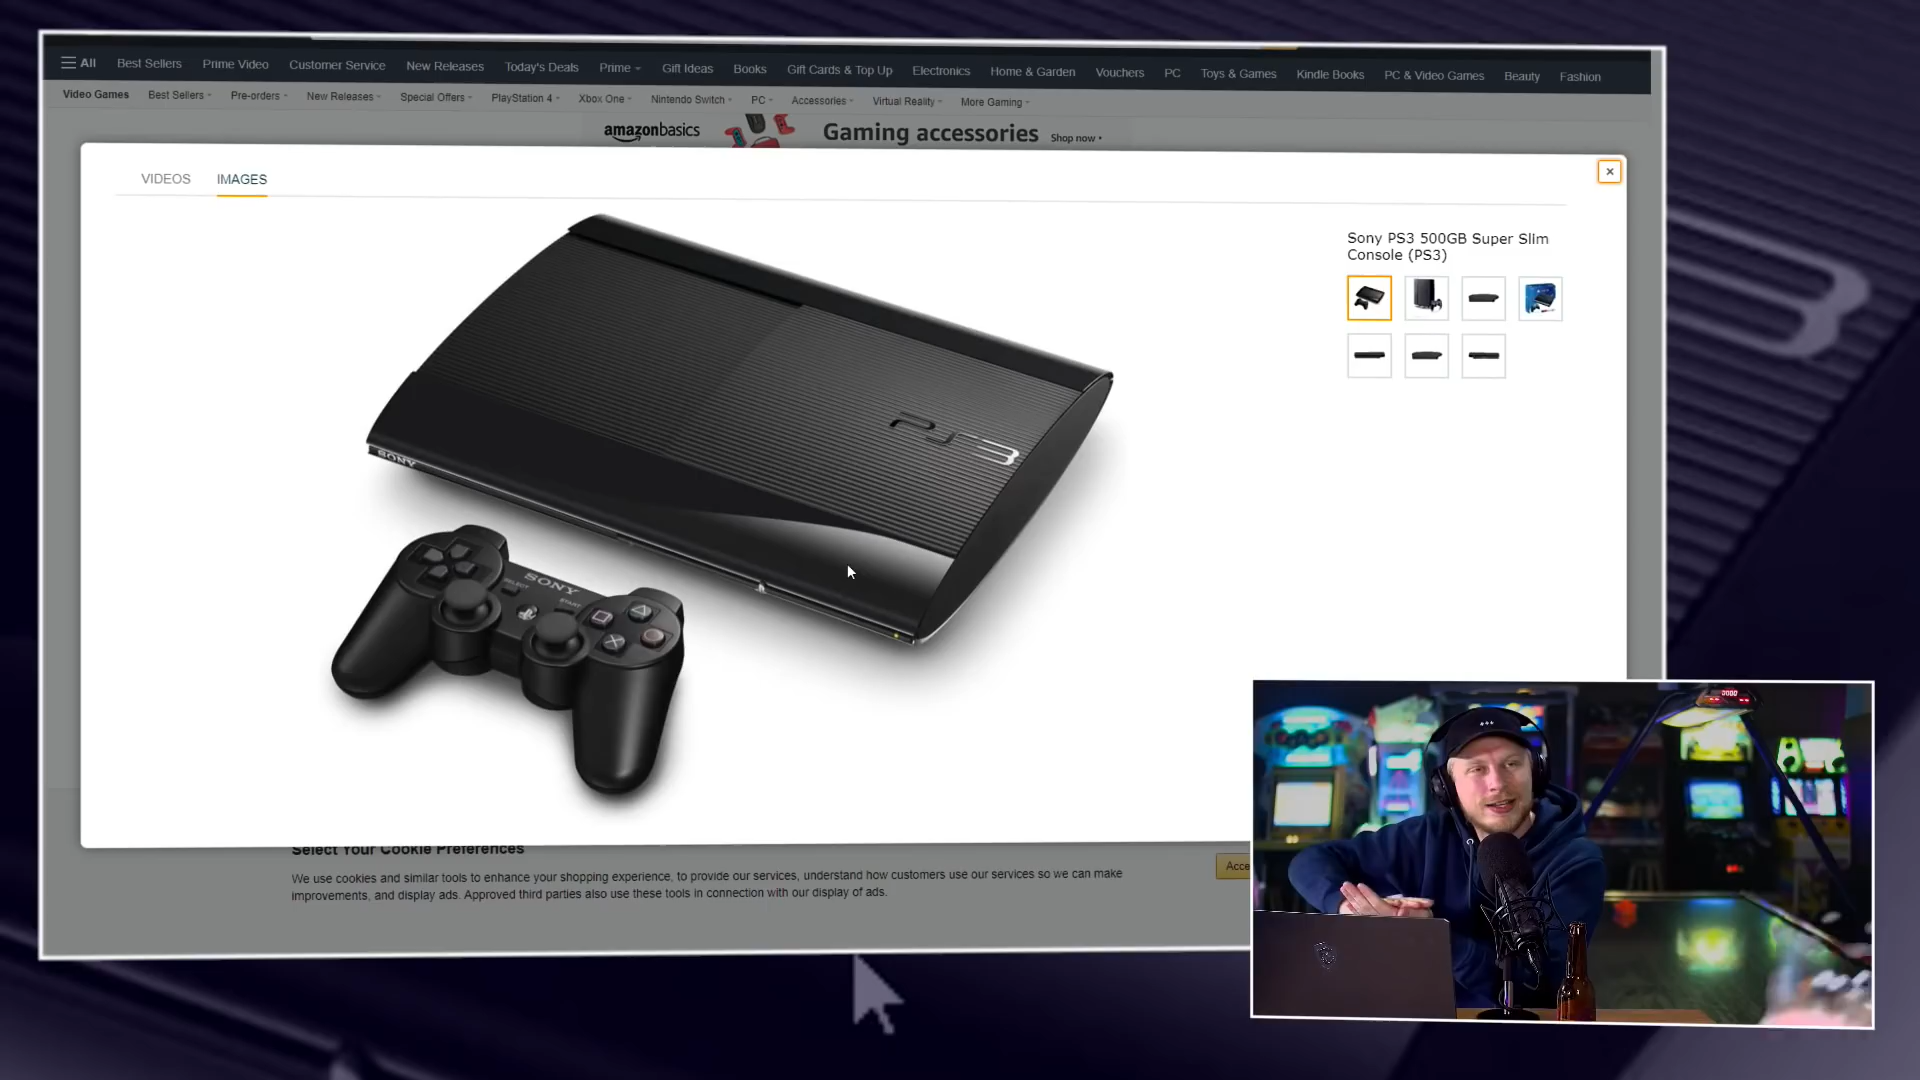 All Best Sellers Prime Video Customer Service New Releases Today's Deals Prime Gift Ideas Books Gift Cards & Top Up Electronics Home & Garden Vouchers PC Toys & Games Kindle Books PC & Video Games Beauty Fashion
Video Games Best Sellers Pre-orders New Releases Special Offers PlayStation 4 Xbox One Nintendo Switch PC Accessories Virtual Reality More Gaming
amazonbasics Gaming accessories Shop now
VIDEOS IMAGES
Sony PS3 500GB Super Slim
Console (PS3)
PS3
SONY
SONY
SELECT START
Select Your Cookie Preferences
We use cookies and similar tools to enhance your shopping experience, to provide our services, understand how customers use our services so we can make
improvements, and display ads. Approved third parties also use these tools in connection with our display of ads.
Acce
3